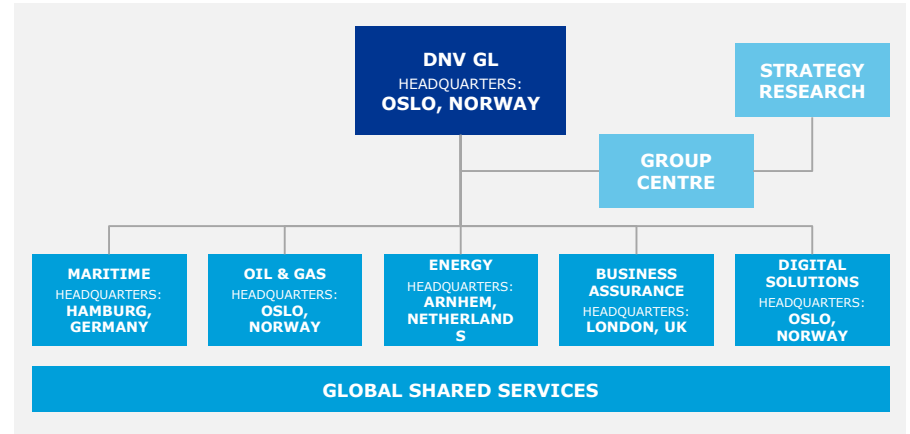 DNV GL
HEADQUARTERS:
OSLO, NORWAY
STRATEGY
RESEARCH
GROUP
CENTRE
MARITIME
HEADQUARTERS:
HAMBURG,
GERMANY
OIL & GAS
HEADQUARTERS:
OSLO,
NORWAY
ENERGY
HEADQUARTERS:
ARNHEM,
NETHERLAND
S
BUSINESS
ASSURANCE
HEADQUARTERS:
LONDON, UK
DIGITAL
SOLUTIONS
HEADQUARTERS:
OSLO,
NORWAY
GLOBAL SHARED SERVICES